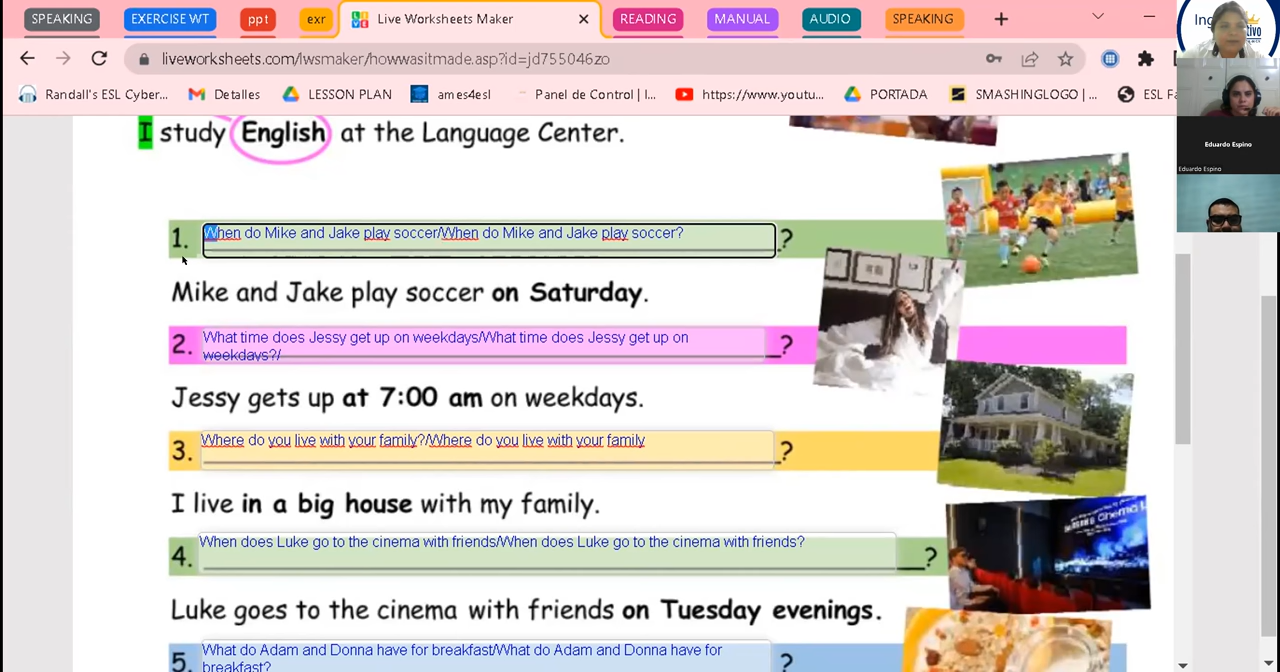 SPEAKING EXERCISE WT ppt exr Live Worksheets Maker READING MANUAL AUDIO SPEAKING
liveworksheets.com/lwsmaker/howwasitmade.asp?id=jd755046zo
Randall's ESL Cyber... Detalles LESSON PLAN ames4esl Panel de Control | I... https://www.youtu... PORTADA SMASHINGLOGO | ... ESL Fa
I study English at the Language Center.
1. When do Mike and Jake play soccer/When do Mike and Jake play soccer? ?
Mike and Jake play soccer on Saturday.
2. What time does Jessy get up on weekdays/What time does Jessy get up on
weekdays?/ ?
Jessy gets up at 7:00 am on weekdays.
3. Where do you live with your family?/Where do you live with your family ?
I live in a big house with my family.
4. When does Luke go to the cinema with friends/When does Luke go to the cinema with friends? ?
Luke goes to the cinema with friends on Tuesday evenings.
5. What do Adam and Donna have for breakfast/What do Adam and Donna have for
breakfast? ?
Eduardo Espino
Eduardo Espino